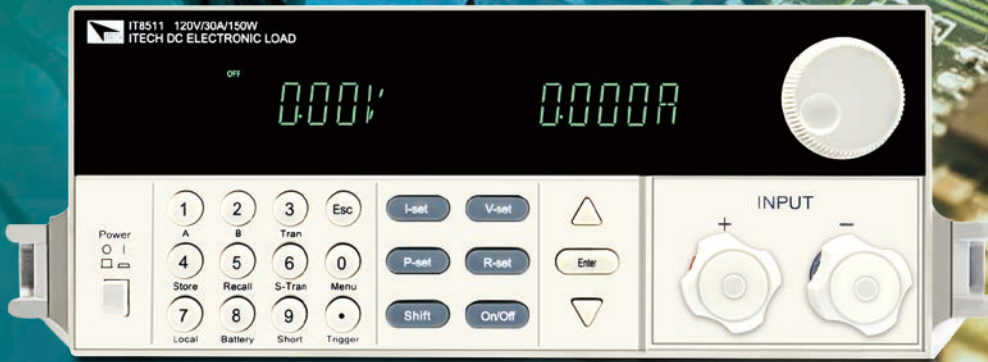 IT8511 120V/30A/150W
ITECH DC ELECTRONIC LOAD
OFF
0.00V 0.000A
INPUT
+ −
Power
1 2 3 Esc
A B Tran
4 5 6 0
Store Recall S-Tran Menu
7 8 9 •
Local Battery Short Trigger
I-set V-set
P-set R-set Enter
Shift On/Off